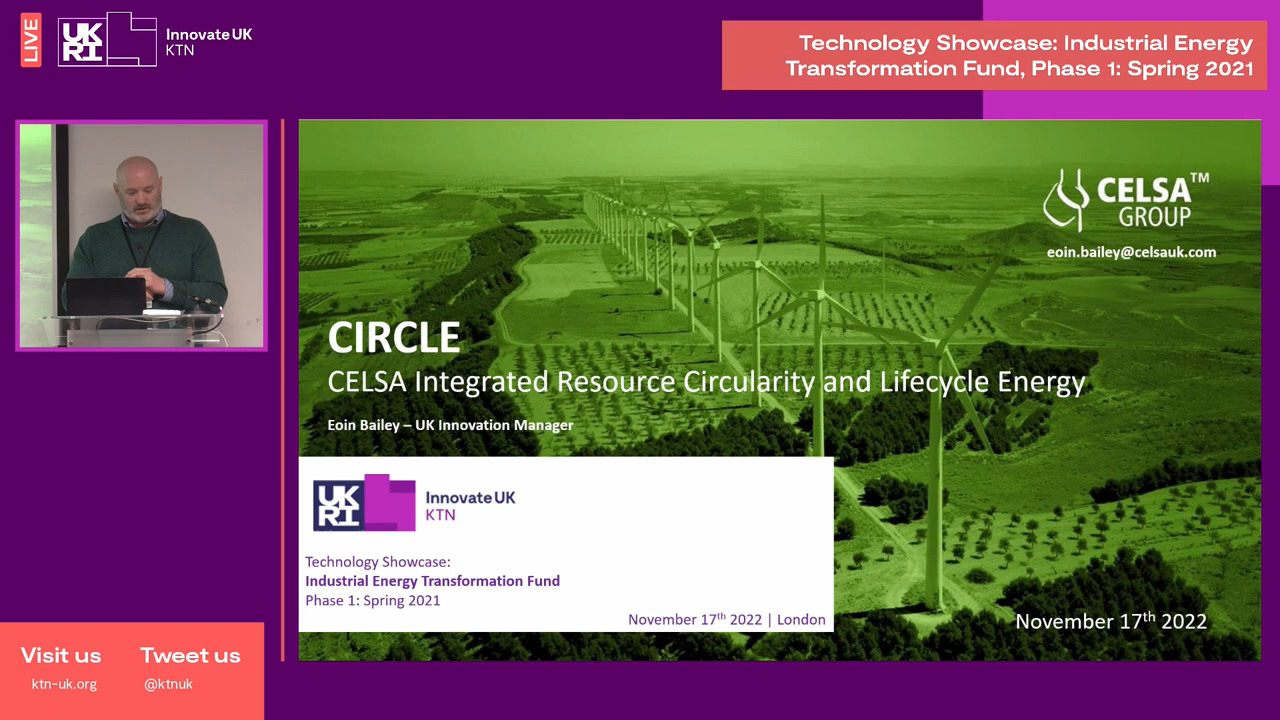 LIVE
UK
RI
Innovate UK
KTN
Technology Showcase: Industrial Energy
Transformation Fund, Phase 1: Spring 2021
CELSA™
GROUP
eoin.bailey@celsauk.com
CIRCLE
CELSA Integrated Resource Circularity and Lifecycle Energy
Eoin Bailey – UK Innovation Manager
UK
RI
Innovate UK
KTN
Technology Showcase:
Industrial Energy Transformation Fund
Phase 1: Spring 2021
November 17th 2022 | London
November 17th 2022
Visit us
ktn-uk.org
Tweet us
@ktnuk